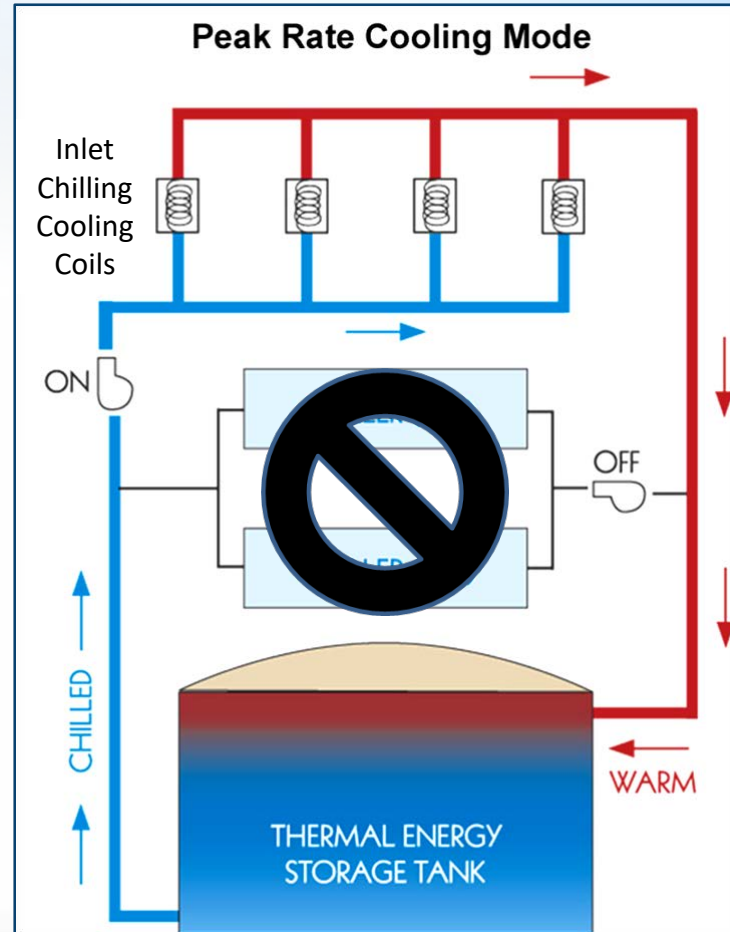 Peak Rate Cooling Mode
Inlet
Chilling
Cooling
Coils
ON
OFF
CHILLED
WARM
THERMAL ENERGY
STORAGE TANK